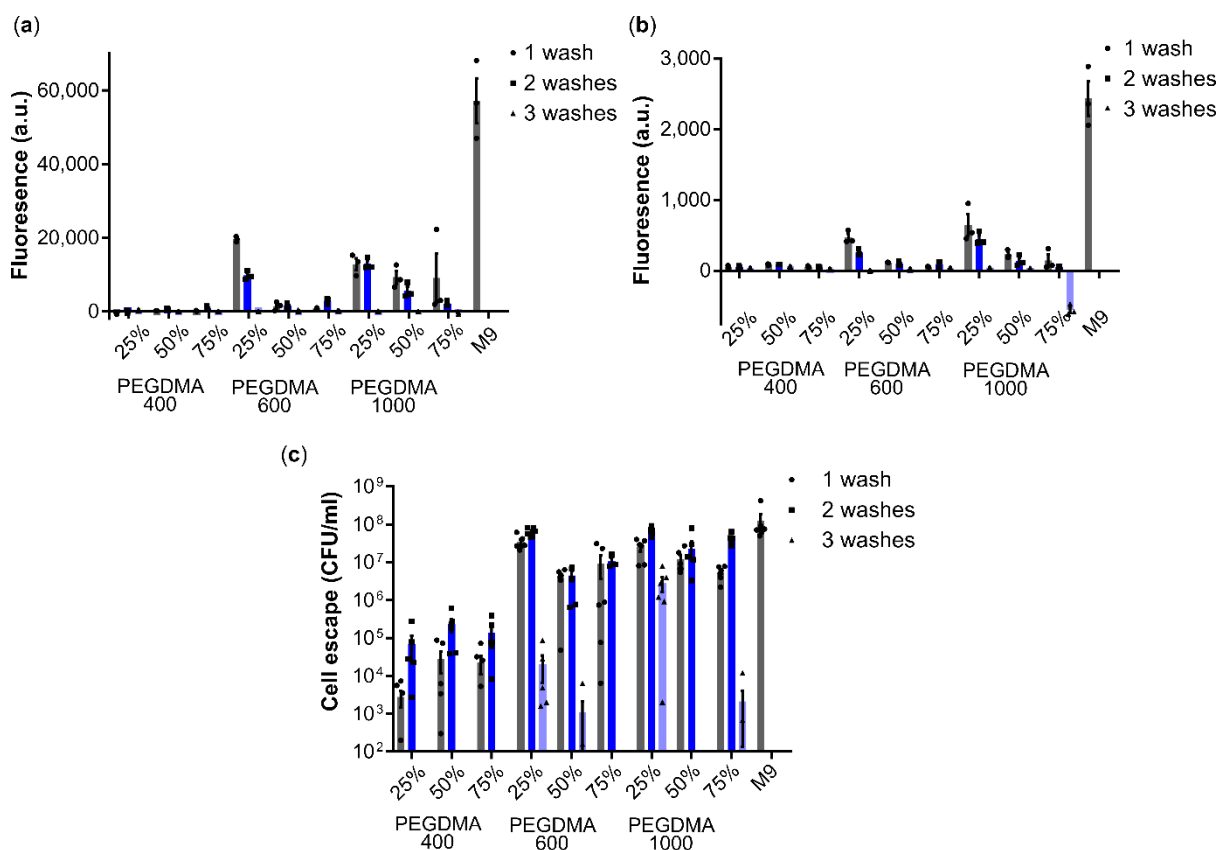 (a)
Fluoresence (a.u.)
60,000
40,000
20,000
0
1 wash
2 washes
3 washes
25% 50% 75% 25% 50% 75% 25% 50% 75% M9
PEGDMA PEGDMA PEGDMA
400 600 1000
(b)
Fluoresence (a.u.)
3,000
2,000
1,000
0
1 wash
2 washes
3 washes
25% 50% 75% 25% 50% 75% 25% 50% 75% M9
PEGDMA PEGDMA PEGDMA
400 600 1000
(c)
Cell escape (CFU/ml)
10⁹
10⁸
10⁷
10⁶
10⁵
10⁴
10³
10²
1 wash
2 washes
3 washes
25% 50% 75% 25% 50% 75% 25% 50% 75% M9
PEGDMA PEGDMA PEGDMA
400 600 1000